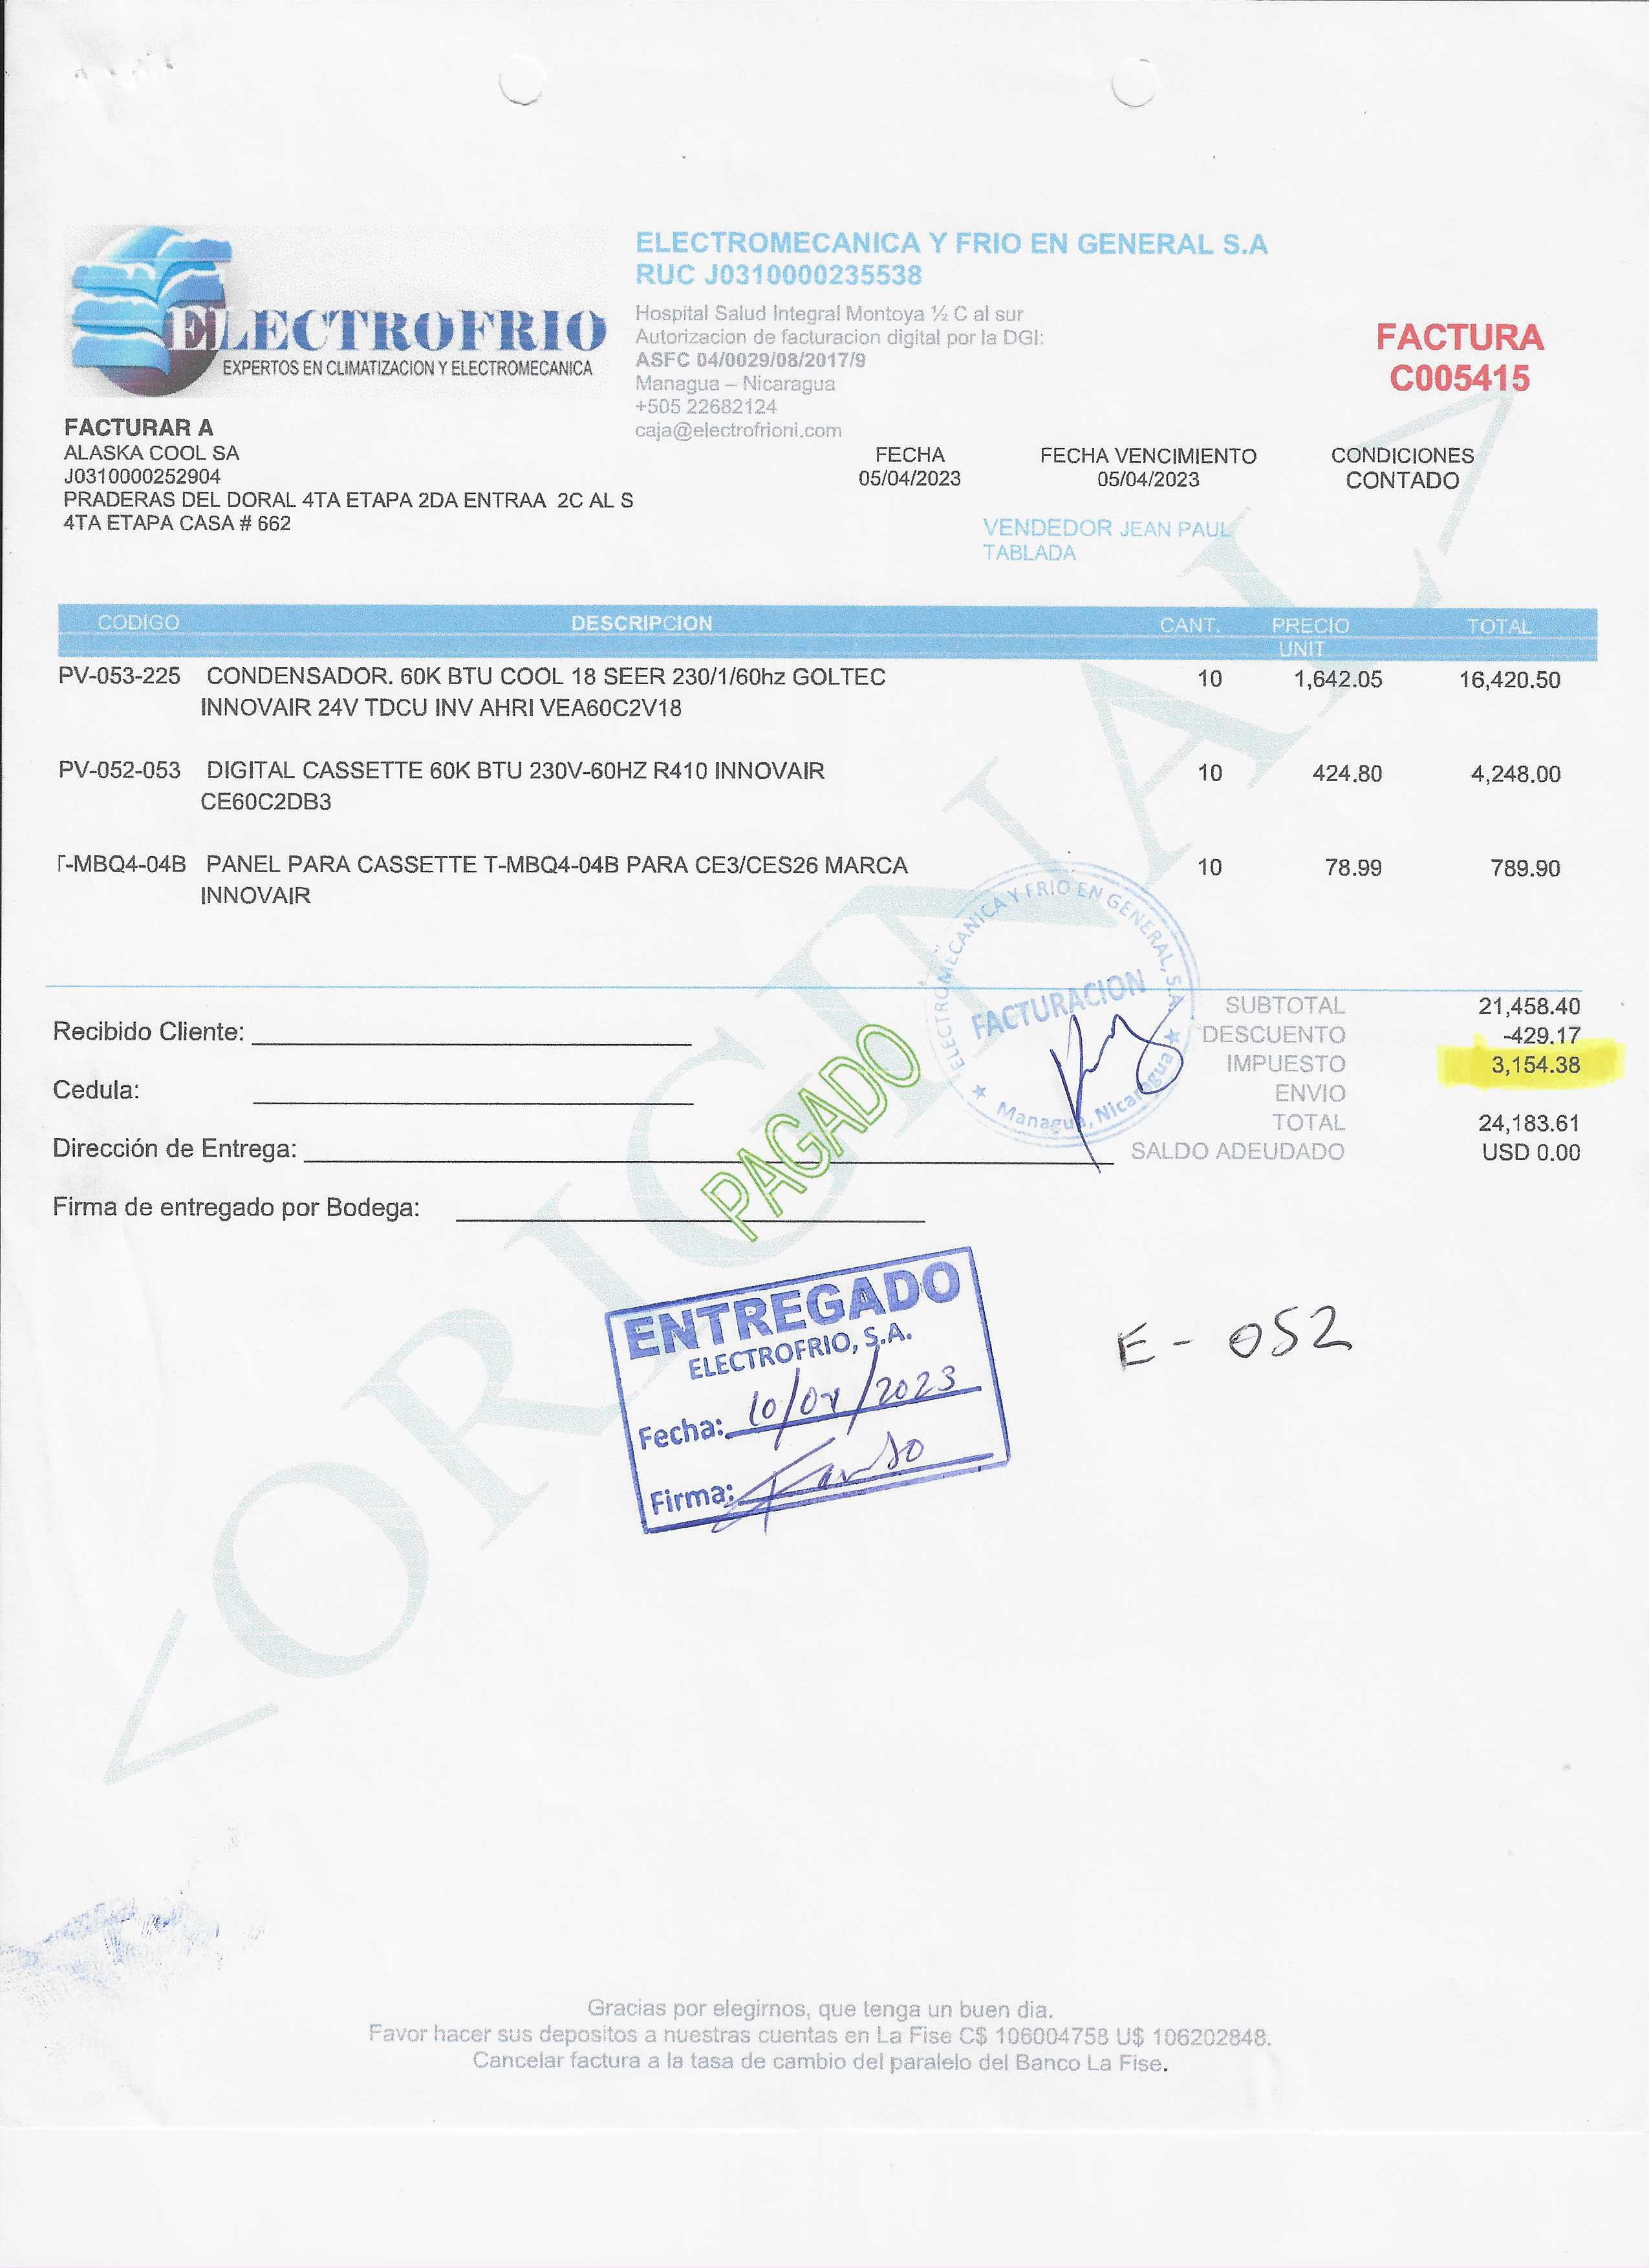 ELECTROFRIO
EXPERTOS EN CLIMATIZACION Y ELECTROMECANICA
ELECTROMECANICA Y FRIO EN GENERAL S.A
RUC J0310000235538
Hospital Salud Integral Montoya ½ C al sur
Autorizacion de facturacion digital por la DGI:
ASFC 04/0029/08/2017/9
Managua – Nicaragua
+505 22682124
caja@electrofrioni.com
FACTURA
C005415
FACTURAR A
ALASKA COOL SA
J0310000252904
PRADERAS DEL DORAL 4TA ETAPA 2DA ENTRAA 2C AL S
4TA ETAPA CASA # 662
FECHA FECHA VENCIMIENTO CONDICIONES
05/04/2023 05/04/2023 CONTADO
VENDEDOR JEAN PAUL
TABLADA
CODIGO DESCRIPCION CANT. PRECIO TOTAL
UNIT
PV-053-225 CONDENSADOR. 60K BTU COOL 18 SEER 230/1/60hz GOLTEC 10 1,642.05 16,420.50
INNOVAIR 24V TDCU INV AHRI VEA60C2V18
PV-052-053 DIGITAL CASSETTE 60K BTU 230V-60HZ R410 INNOVAIR 10 424.80 4,248.00
CE60C2DB3
T-MBQ4-04B PANEL PARA CASSETTE T-MBQ4-04B PARA CE3/CES26 MARCA 10 78.99 789.90
INNOVAIR
<ORIGINAL>
ELECTROMECANICA Y FRIO EN GENERAL, S.A.
FACTURACION
★ Managua, Nicaragua ★
SUBTOTAL 21,458.40
Recibido Cliente:
DESCUENTO -429.17
IMPUESTO 3,154.38
Cedula:
ENVIO
TOTAL 24,183.61
Dirección de Entrega:
SALDO ADEUDADO USD 0.00
PAGADO
Firma de entregado por Bodega:
ENTREGADO
ELECTROFRIO, S.A.
Fecha: 10/04/2023
Firma:
E - 052
Gracias por elegirnos, que tenga un buen dia.
Favor hacer sus depositos a nuestras cuentas en La Fise C$ 106004758 U$ 106202848.
Cancelar factura a la tasa de cambio del paralelo del Banco La Fise.